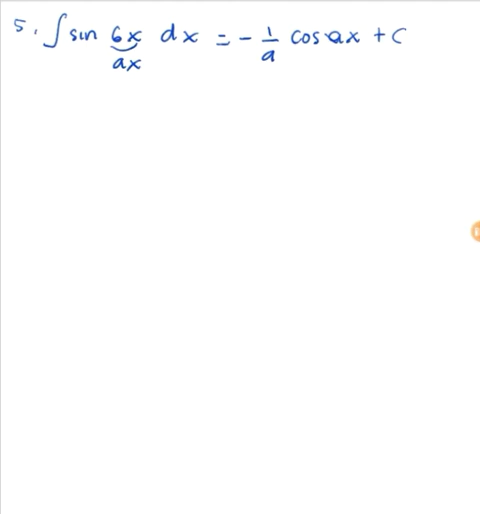 5. ∫ sin 6x dx = - 1/a cos ax + C
ax